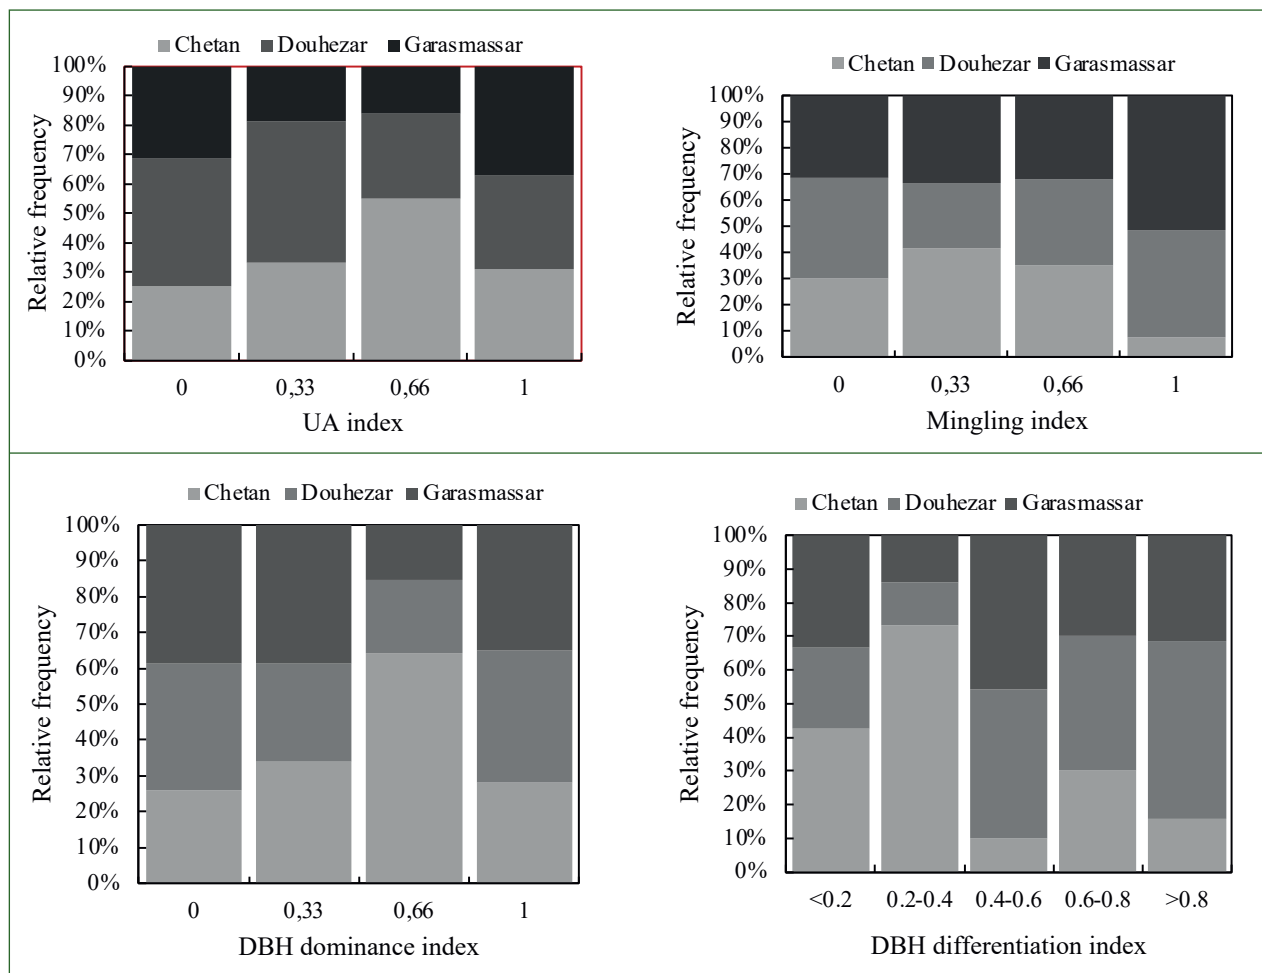 Chetan Douhezar Garasmassar
100%
90%
80%
70%
60%
50%
40%
30%
20%
10%
0%
Relative frequency
0 0,33 0,66 1
UA index
Chetan Douhezar Garasmassar
100%
90%
80%
70%
60%
50%
40%
30%
20%
10%
0%
Relative frequency
0 0,33 0,66 1
Mingling index
Chetan Douhezar Garasmassar
100%
90%
80%
70%
60%
50%
40%
30%
20%
10%
0%
Relative frequency
0 0,33 0,66 1
DBH dominance index
Chetan Douhezar Garasmassar
100%
90%
80%
70%
60%
50%
40%
30%
20%
10%
0%
Relative frequency
<0.2 0.2-0.4 0.4-0.6 0.6-0.8 >0.8
DBH differentiation index